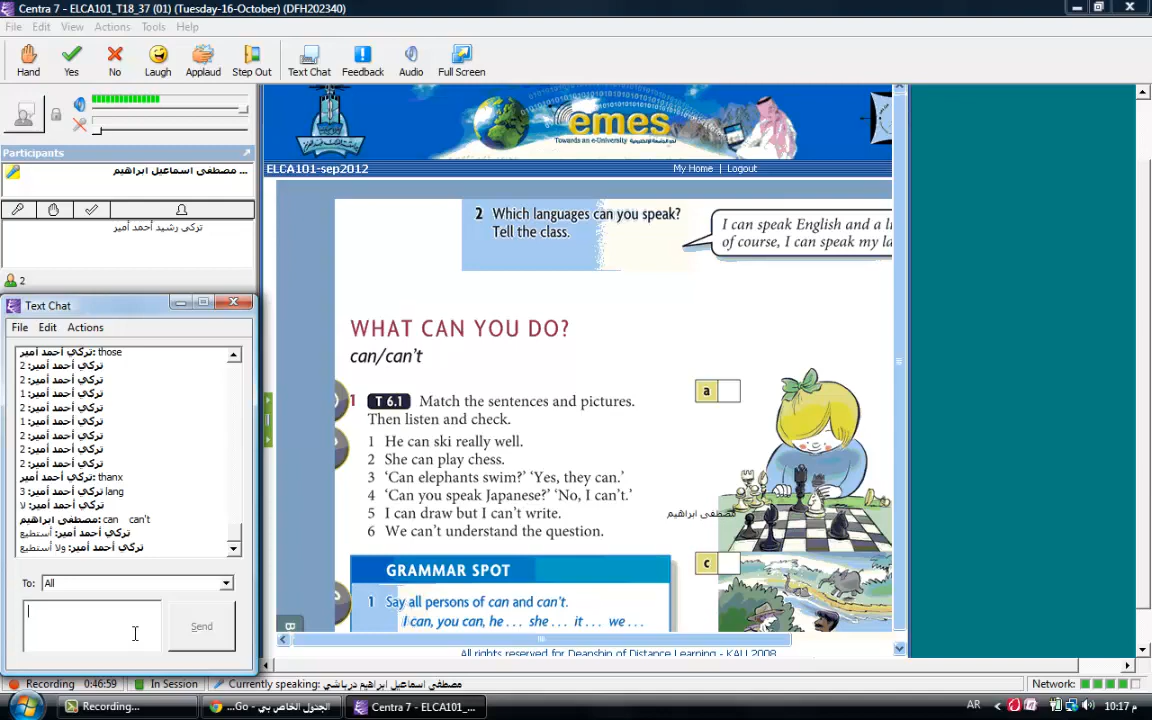 Centra 7 - ELCA101_T18_37 (01) (Tuesday-16-October) (DFH202340)
File Edit View Actions Tools Help
Hand Yes No Laugh Applaud Step Out Text Chat Feedback Audio Full Screen
Participants
... مصطفى اسماعيل ابراهيم
تركي رشيد أحمد أمير
2
emes
Towards an e-University
ELCA101-sep2012
My Home | Logout
2 Which languages can you speak?
Tell the class.
I can speak English and a li
of course, I can speak my la
WHAT CAN YOU DO?
can/can't
1 T 6.1 Match the sentences and pictures.
Then listen and check.
1 He can ski really well.
2 She can play chess.
3 'Can elephants swim?' 'Yes, they can.'
4 'Can you speak Japanese?' 'No, I can't.'
5 I can draw but I can't write.
6 We can't understand the question.
a
مصطفى ابراهيم
c
GRAMMAR SPOT
1 Say all persons of can and can't.
I can, you can, he . . . she . . . it . . . we . . .
All rights reserved for Deanship of Distance Learning - KAU 2008
Text Chat
File Edit Actions
تركي أحمد أمير: those
تركي أحمد أمير: 2
تركي أحمد أمير: 2
تركي أحمد أمير: 1
تركي أحمد أمير: 2
تركي أحمد أمير: 1
تركي أحمد أمير: 2
تركي أحمد أمير: 2
تركي أحمد أمير: 2
تركي أحمد أمير: thanx
تركي أحمد أمير: 3 lang
تركي أحمد أمير: لا
مصطفى ابراهيم: can can't
تركي أحمد أمير: أستطيع
تركي أحمد أمير: ولا أستطيع
To: All
Send
Recording 0:46:59 In Session Currently speaking: مصطفى اسماعيل ابراهيم درباشي Network:
Recording... الجدول الخاص بي - Go... Centra 7 - ELCA101_... AR 10:17 م